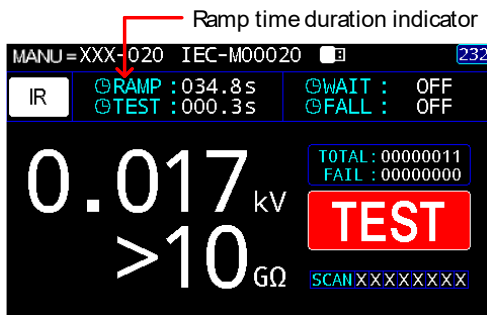 Ramp time duration indicator
MANU=XXX-020 IEC-M00020 232
IR RAMP :034.8s WAIT : OFF
TEST :000.3s FALL : OFF
0.017 kV
>10 GΩ
TOTAL:00000011
FAIL :00000000
TEST
SCAN XXXXXXXX